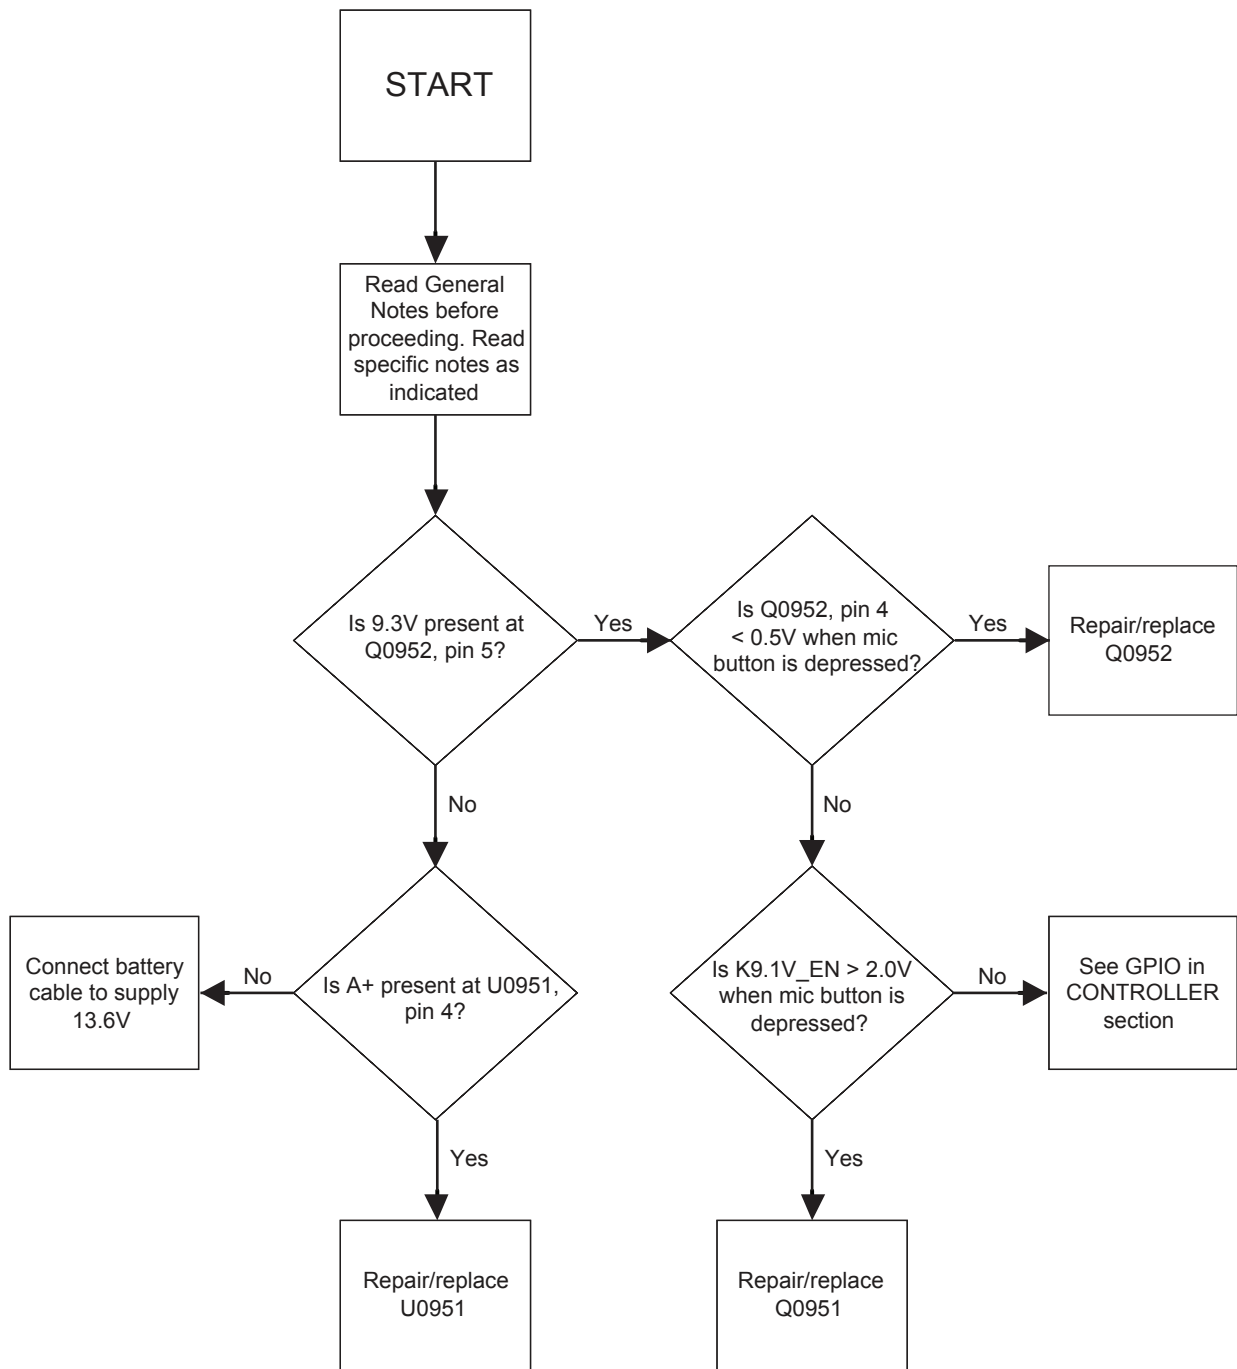 START
Read General
Notes before
proceeding. Read
specific notes as
indicated
Is 9.3V present at
Q0952, pin 5?
Yes
Is Q0952, pin 4
< 0.5V when mic
button is depressed?
Yes
Repair/replace
Q0952
No
No
Connect battery
cable to supply
13.6V
No
Is A+ present at U0951,
pin 4?
Is K9.1V_EN > 2.0V
when mic button is
depressed?
No
See GPIO in
CONTROLLER
section
Yes
Yes
Repair/replace
U0951
Repair/replace
Q0951